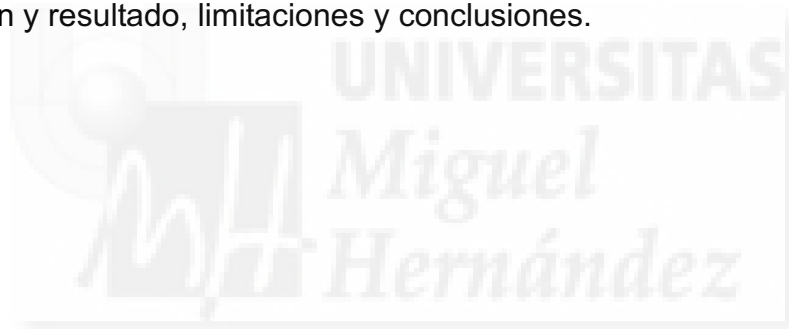 n y resultado, limitaciones y conclusiones.
UNIVERSITAS
Miguel
Hernández